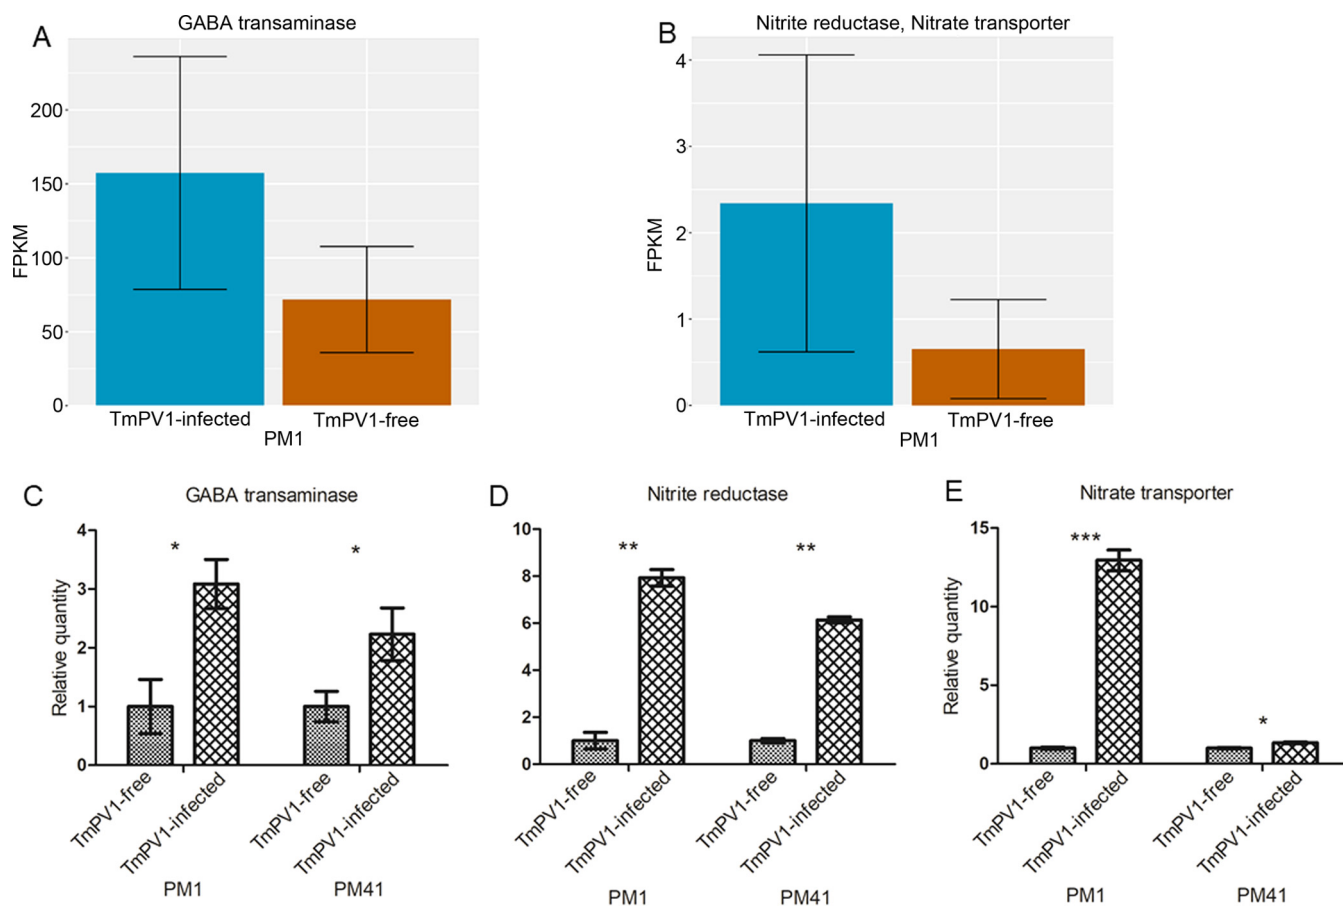 A
GABA transaminase
FPKM
200
150
100
50
0
TmPV1-infected
TmPV1-free
PM1
B
Nitrite reductase, Nitrate transporter
FPKM
4
3
2
1
0
TmPV1-infected
TmPV1-free
PM1
C
GABA transaminase
Relative quantity
4
3
2
1
0
*
*
TmPV1-free
TmPV1-infected
TmPV1-free
TmPV1-infected
PM1
PM41
D
Nitrite reductase
10
8
6
4
2
0
**
**
TmPV1-free
TmPV1-infected
TmPV1-free
TmPV1-infected
PM1
PM41
E
Nitrate transporter
Relative quantity
15
10
5
0
***
*
TmPV1-free
TmPV1-infected
TmPV1-free
TmPV1-infected
PM1
PM41